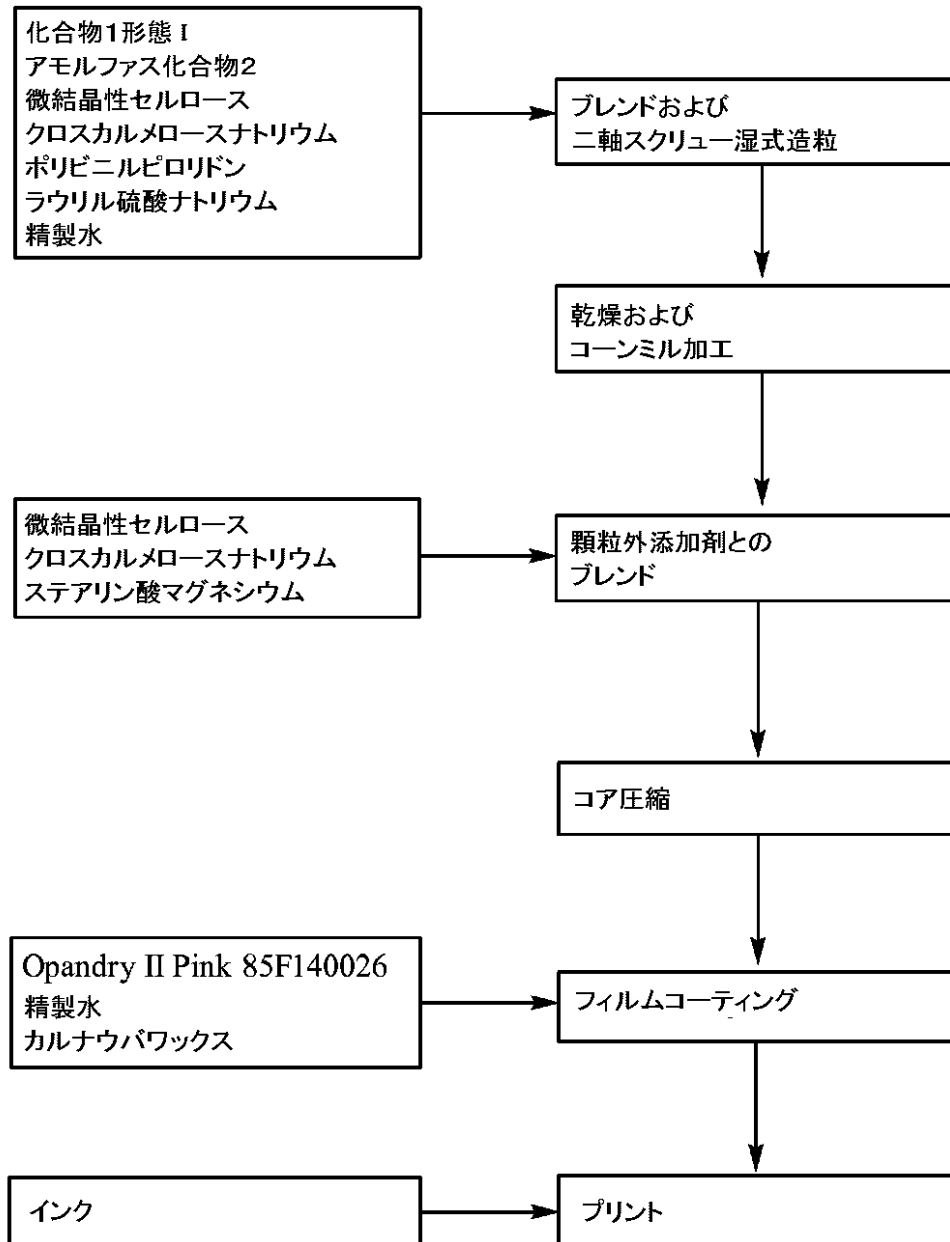 化合物1形態 I
アモルファス化合物2
微結晶性セルロース
クロスカルメロースナトリウム
ポリビニルピロリドン
ラウリル硫酸ナトリウム
精製水
ブレンドおよび
二軸スクリュー湿式造粒
乾燥および
コーンミル加工
微結晶性セルロース
クロスカルメロースナトリウム
ステアリン酸マグネシウム
顆粒外添加剤との
ブレンド
コア圧縮
Opandry II Pink 85F140026
精製水
カルナウバワックス
フィルムコーティング
インク
プリント